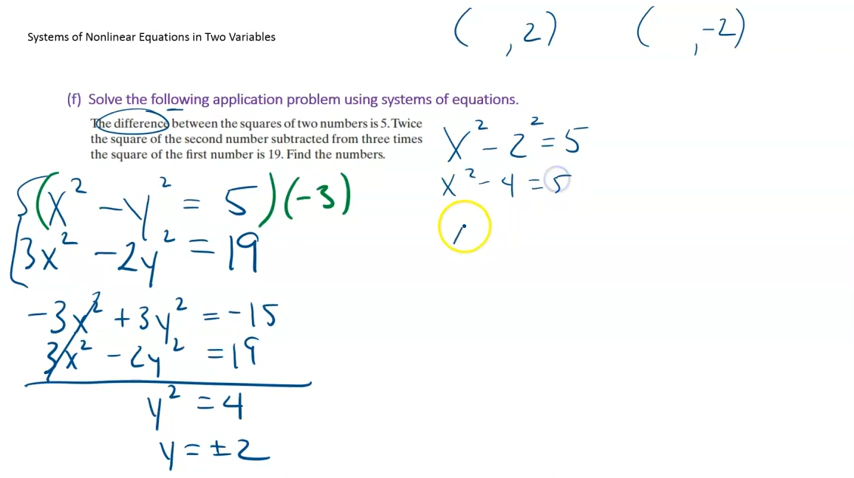 ( , 2) ( , -2)
Systems of Nonlinear Equations in Two Variables
(f) Solve the following application problem using systems of equations.
The difference between the squares of two numbers is 5. Twice
the square of the second number subtracted from three times
the square of the first number is 19. Find the numbers.
x² - 2² = 5
x² - 4 = 5
(x² - y² = 5)(-3)
3x² - 2y² = 19
-3x² + 3y² = -15
3x² - 2y² = 19
y² = 4
y = ±2